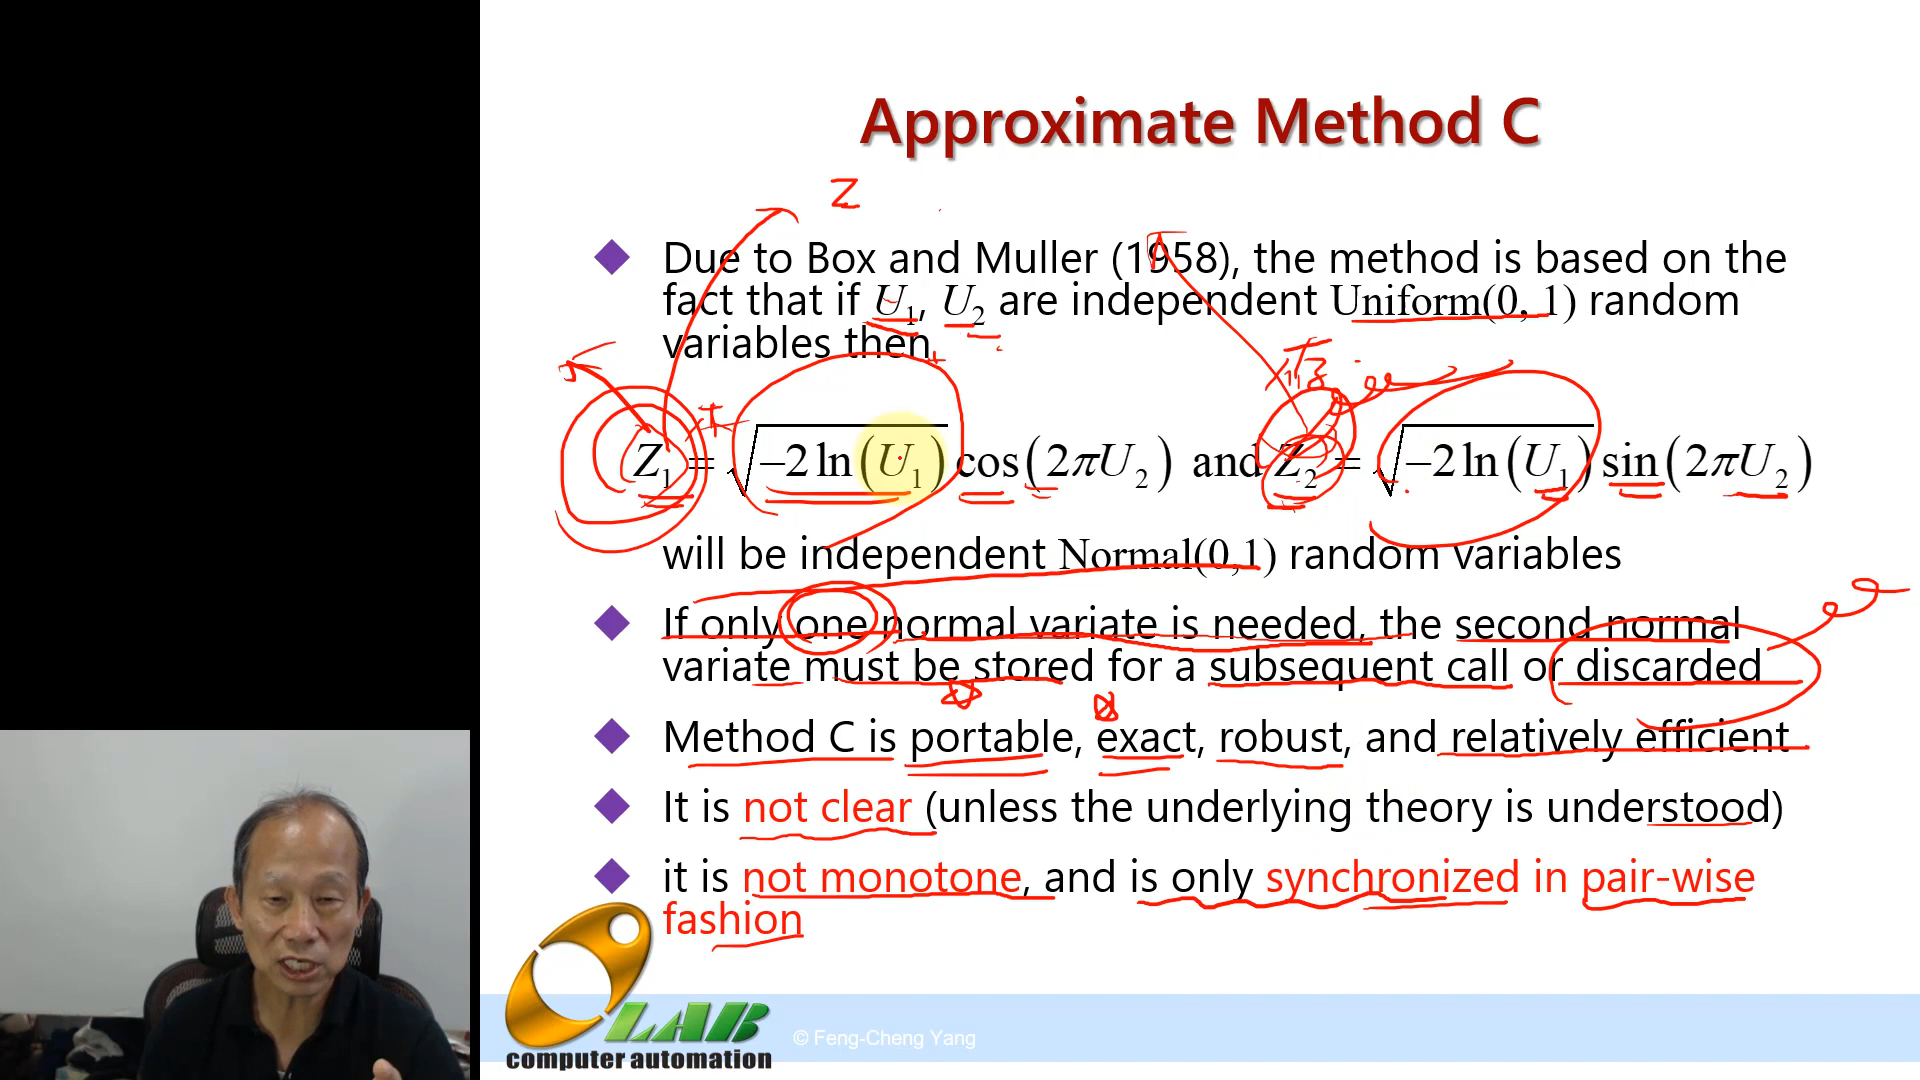 Approximate Method C
Z
Due to Box and Muller (1958), the method is based on the
fact that if U₁, U₂ are independent Uniform(0, 1) random
variables then
Z₁ = √(−2 ln(U₁)) cos(2πU₂) and Z₂ = √(−2 ln(U₁)) sin(2πU₂)
will be independent Normal(0,1) random variables
If only one normal variate is needed, the second normal
variate must be stored for a subsequent call or discarded
Method C is portable, exact, robust, and relatively efficient
It is not clear (unless the underlying theory is understood)
it is not monotone, and is only synchronized in pair-wise
fashion
LAB
computer automation
© Feng-Cheng Yang